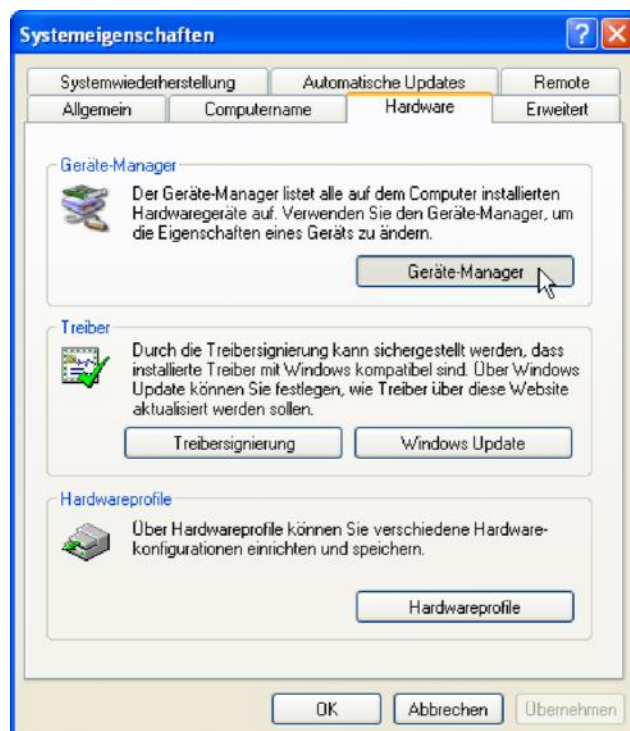 Systemeigenschaften
Systemwiederherstellung Automatische Updates Remote
Allgemein Computername Hardware Erweitert
Geräte-Manager
Der Geräte-Manager listet alle auf dem Computer installierten
Hardwaregeräte auf. Verwenden Sie den Geräte-Manager, um
die Eigenschaften eines Geräts zu ändern.
Geräte-Manager
Treiber
Durch die Treibersignierung kann sichergestellt werden, dass
installierte Treiber mit Windows kompatibel sind. Über Windows
Update können Sie festlegen, wie Treiber über diese Website
aktualisiert werden sollen.
Treibersignierung Windows Update
Hardwareprofile
Über Hardwareprofile können Sie verschiedene Hardware-
konfigurationen einrichten und speichern.
Hardwareprofile
OK Abbrechen Übernehmen